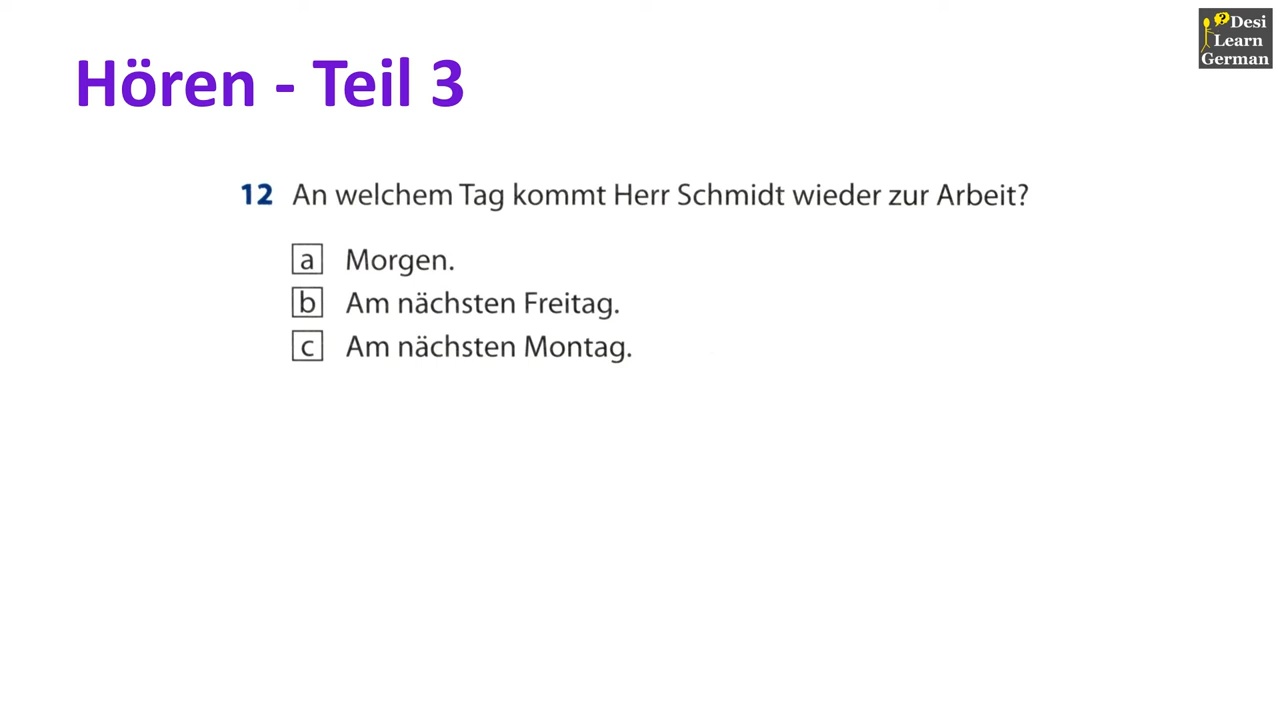 ? Desi
Learn
German
Hören - Teil 3
12 An welchem Tag kommt Herr Schmidt wieder zur Arbeit?
a Morgen.
b Am nächsten Freitag.
c Am nächsten Montag.